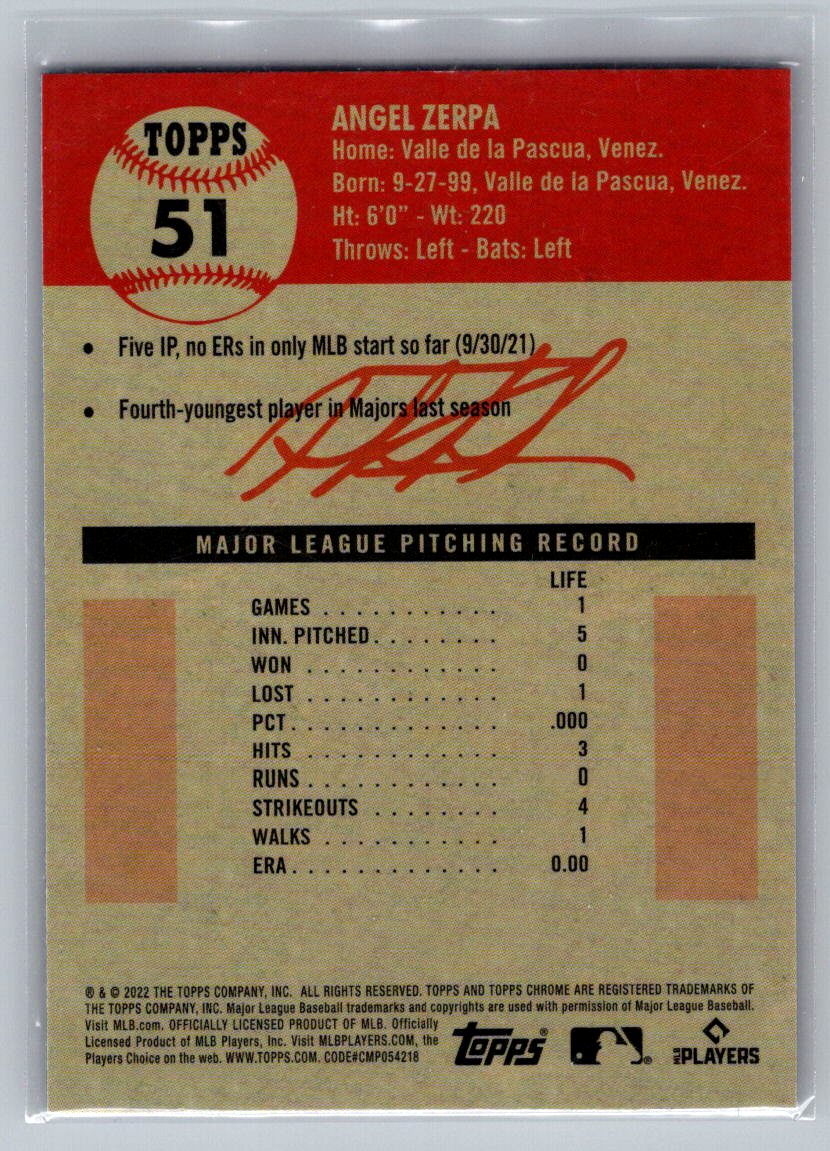 TOPPS
51
ANGEL ZERPA
Home: Valle de la Pascua, Venez.
Born: 9-27-99, Valle de la Pascua, Venez.
Ht: 6'0" - Wt: 220
Throws: Left - Bats: Left
• Five IP, no ERs in only MLB start so far (9/30/21)
• Fourth-youngest player in Majors last season
MAJOR LEAGUE PITCHING RECORD
LIFE
GAMES . . . . . . . . . . . 1
INN. PITCHED. . . . . . . . 5
WON . . . . . . . . . . . . 0
LOST . . . . . . . . . . . . 1
PCT. . . . . . . . . . . . . .000
HITS . . . . . . . . . . . . 3
RUNS . . . . . . . . . . . . 0
STRIKEOUTS . . . . . . . . 4
WALKS . . . . . . . . . . . 1
ERA. . . . . . . . . . . . . 0.00
® & © 2022 THE TOPPS COMPANY, INC. ALL RIGHTS RESERVED. TOPPS AND TOPPS CHROME ARE REGISTERED TRADEMARKS OF
THE TOPPS COMPANY, INC. Major League Baseball trademarks and copyrights are used with permission of Major League Baseball.
Visit MLB.com. OFFICIALLY LICENSED PRODUCT OF MLB. Officially
Licensed Product of MLB Players, Inc. Visit MLBPLAYERS.COM, the
Players Choice on the web. WWW.TOPPS.COM. CODE#CMP054218
Topps® ® MLB PLAYERS